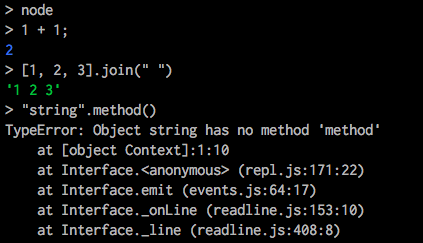 > node
> 1 + 1;
2
> [1, 2, 3].join(" ")
'1 2 3'
> "string".method()
TypeError: Object string has no method 'method'
    at [object Context]:1:10
    at Interface.<anonymous> (repl.js:171:22)
    at Interface.emit (events.js:64:17)
    at Interface._onLine (readline.js:153:10)
    at Interface._line (readline.js:408:8)